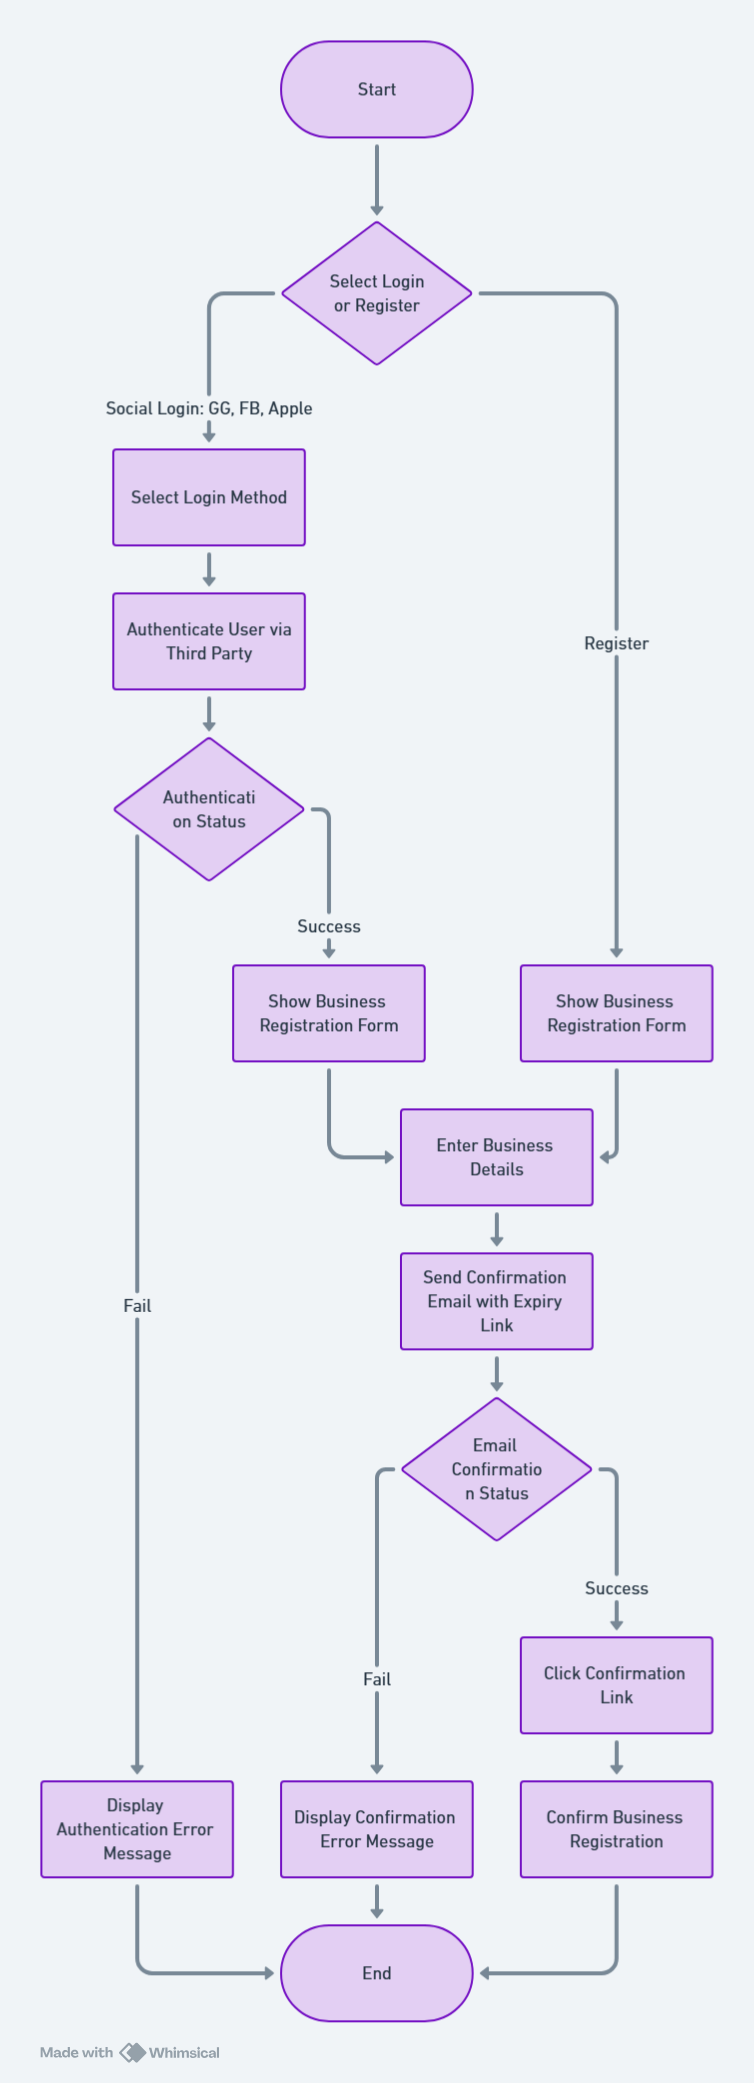 Start
Select Login
or Register
Social Login: GG, FB, Apple
Select Login Method
Authenticate User via
Third Party
Register
Authenticati
on Status
Success
Show Business
Registration Form
Show Business
Registration Form
Enter Business
Details
Send Confirmation
Email with Expiry
Link
Fail
Email
Confirmatio
n Status
Success
Fail
Click Confirmation
Link
Display
Authentication Error
Message
Display Confirmation
Error Message
Confirm Business
Registration
End
Made with Whimsical